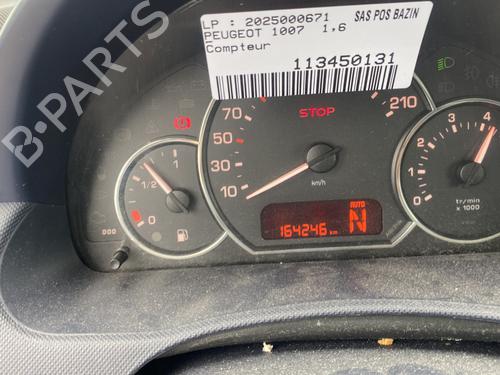 LP : 2025000671 SAS POS BAZIN
PEUGEOT 1007 1,6
Compteur
113450131
B-PARTS
STOP
70
50
30
10
210
km/h
AUTO
N
164246 km
1
1/2
0
000
4
3
2
1
0
tr/min
x 1000